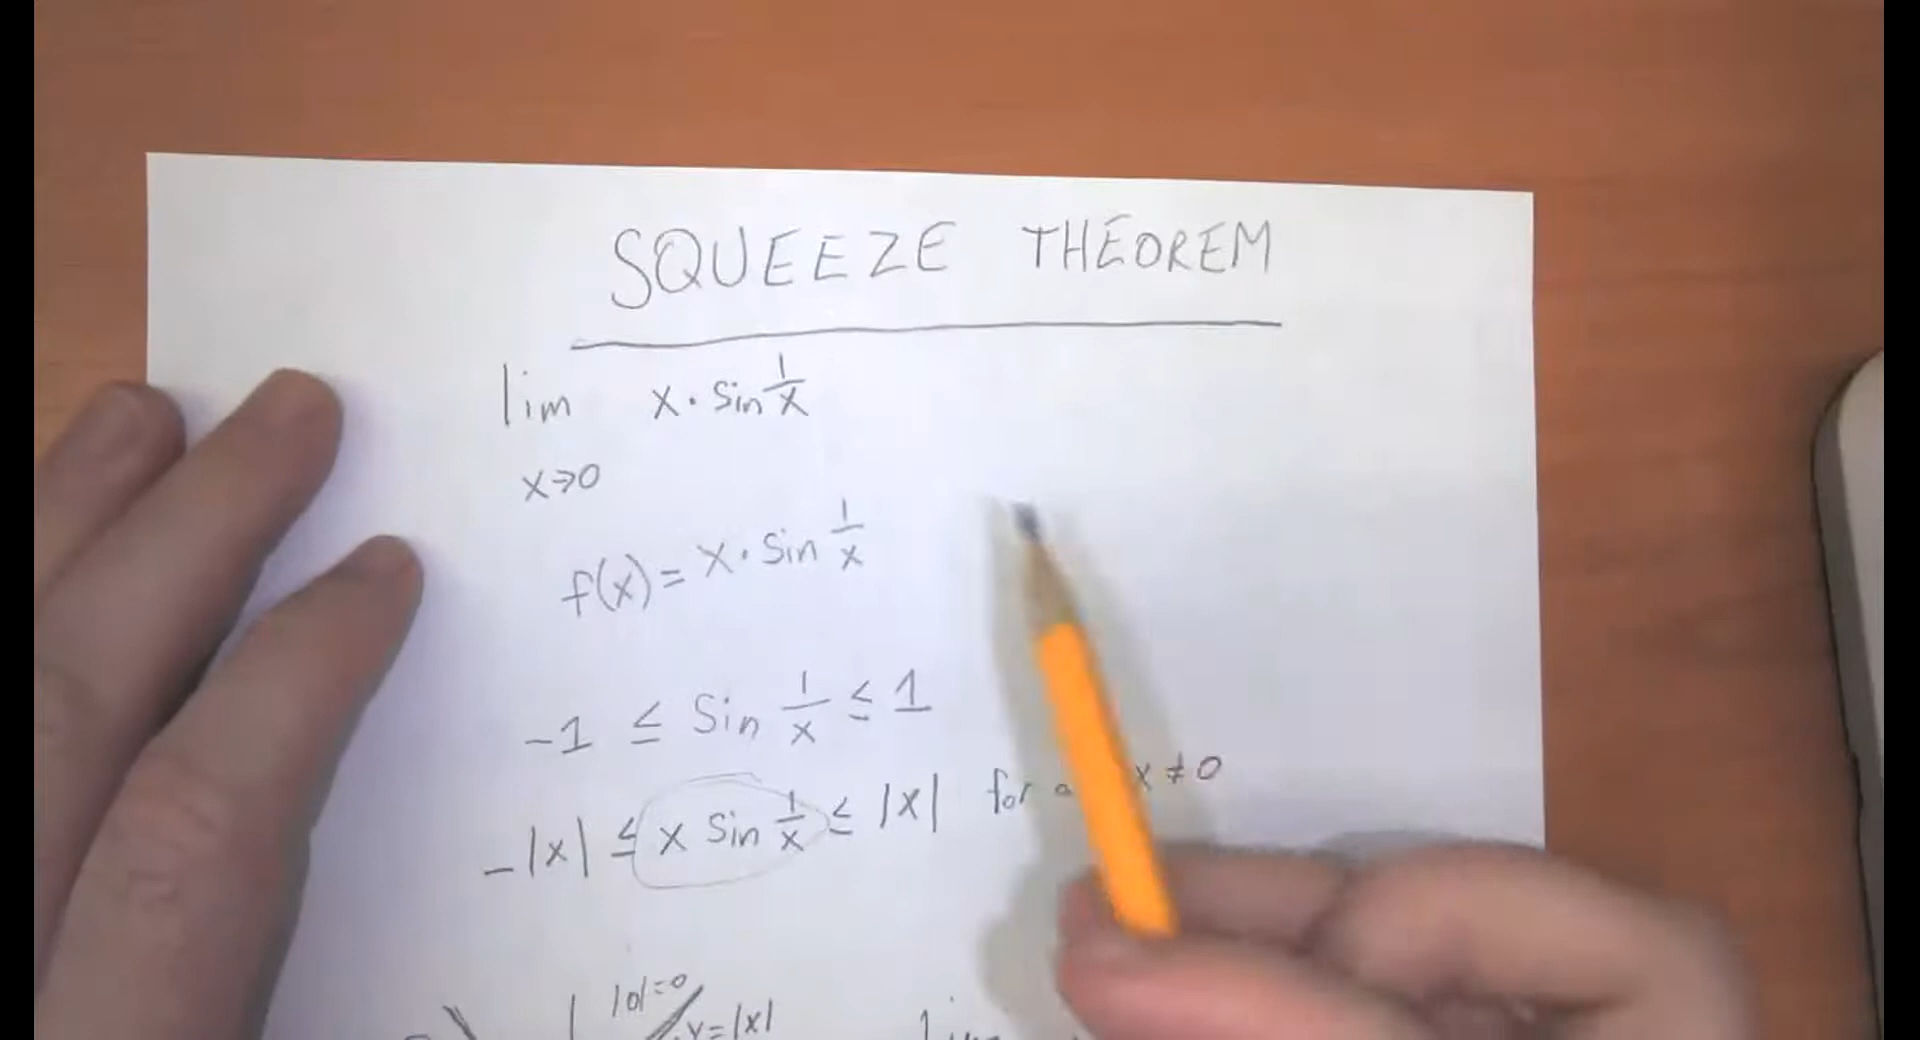 SQUEEZE THEOREM
lim x · sin 1/x
x→0
f(x) = x · sin 1/x
-1 ≤ sin 1/x ≤ 1
-|x| ≤ x sin 1/x ≤ |x| for x ≠ 0
|0|=0
y=|x|